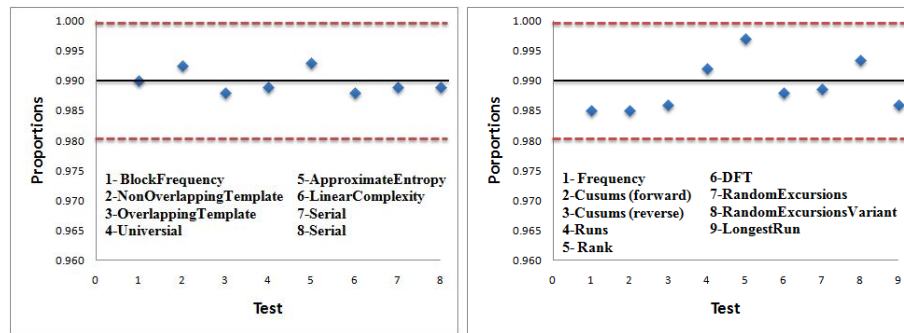 1.000
0.995
0.990
0.985
0.980
0.975
0.970
0.965
0.960
Proportions
1- BlockFrequency
2-NonOverlappingTemplate
3-OverlappingTemplate
4-Universial
5-ApproximateEntropy
6-LinearComplexity
7-Serial
8-Serial
0 1 2 3 4 5 6 7 8
Test
1.000
0.995
0.990
0.985
0.980
0.975
0.970
0.965
0.960
Porportions
1- Frequency
2-Cusums (forward)
3-Cusums (reverse)
4-Runs
5- Rank
6-DFT
7-RandomExcursions
8-RandomExcursionsVariant
9-LongestRun
0 1 2 3 4 5 6 7 8 9
Test